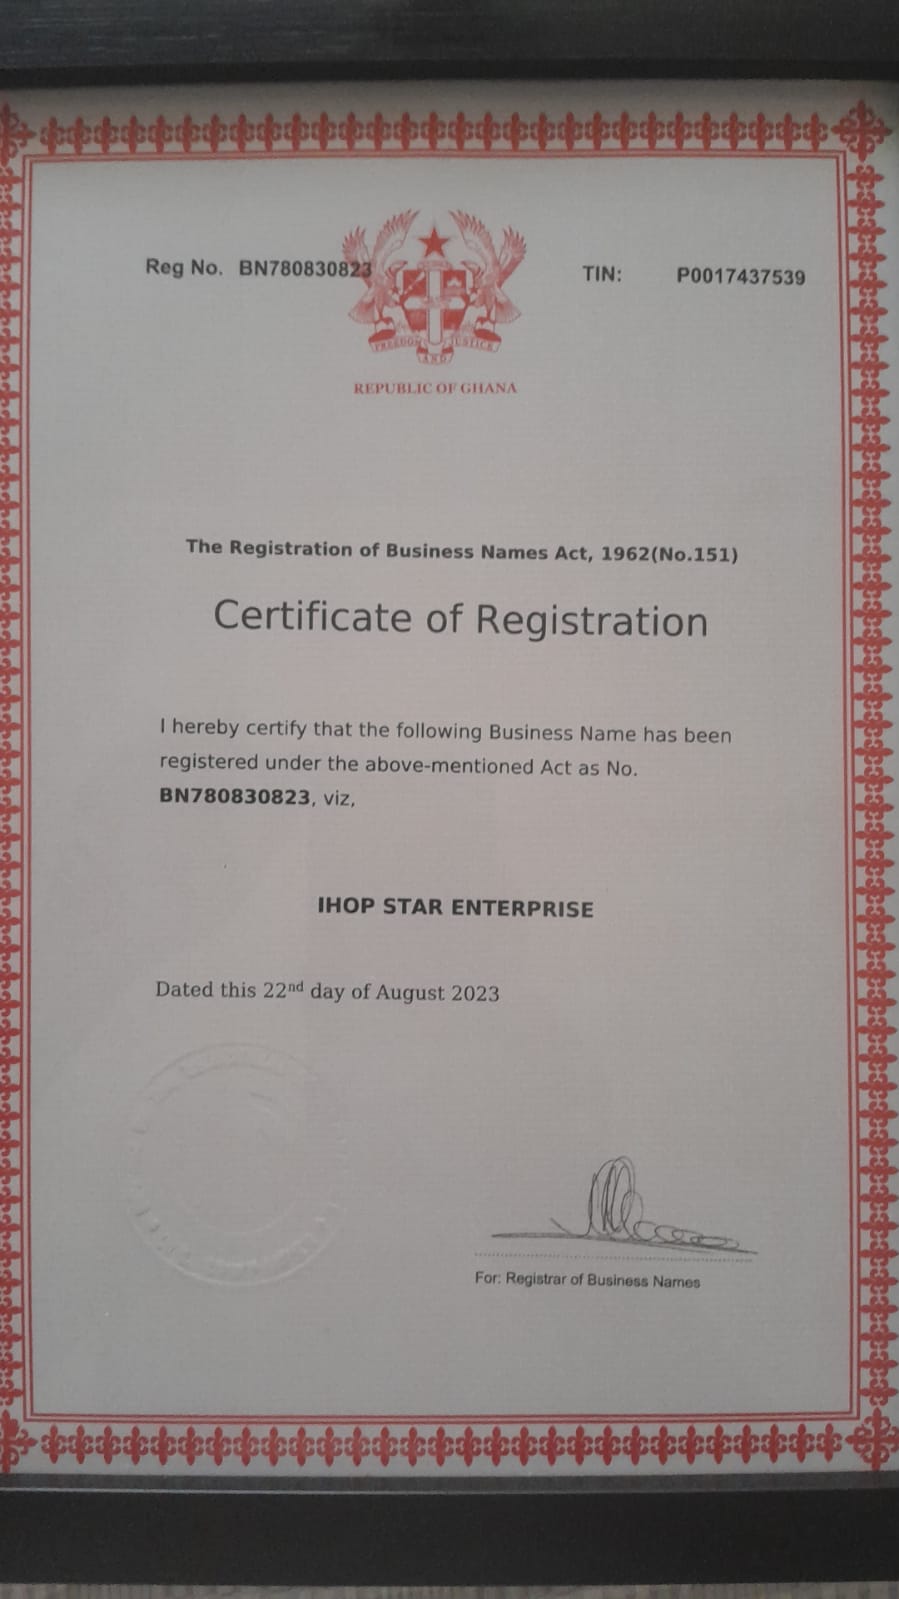 Reg No. BN780830823
TIN: P0017437539
FREEDOM AND JUSTICE
REPUBLIC OF GHANA
The Registration of Business Names Act, 1962(No.151)
Certificate of Registration
I hereby certify that the following Business Name has been
registered under the above-mentioned Act as No.
BN780830823, viz,
IHOP STAR ENTERPRISE
Dated this 22nd day of August 2023
For: Registrar of Business Names